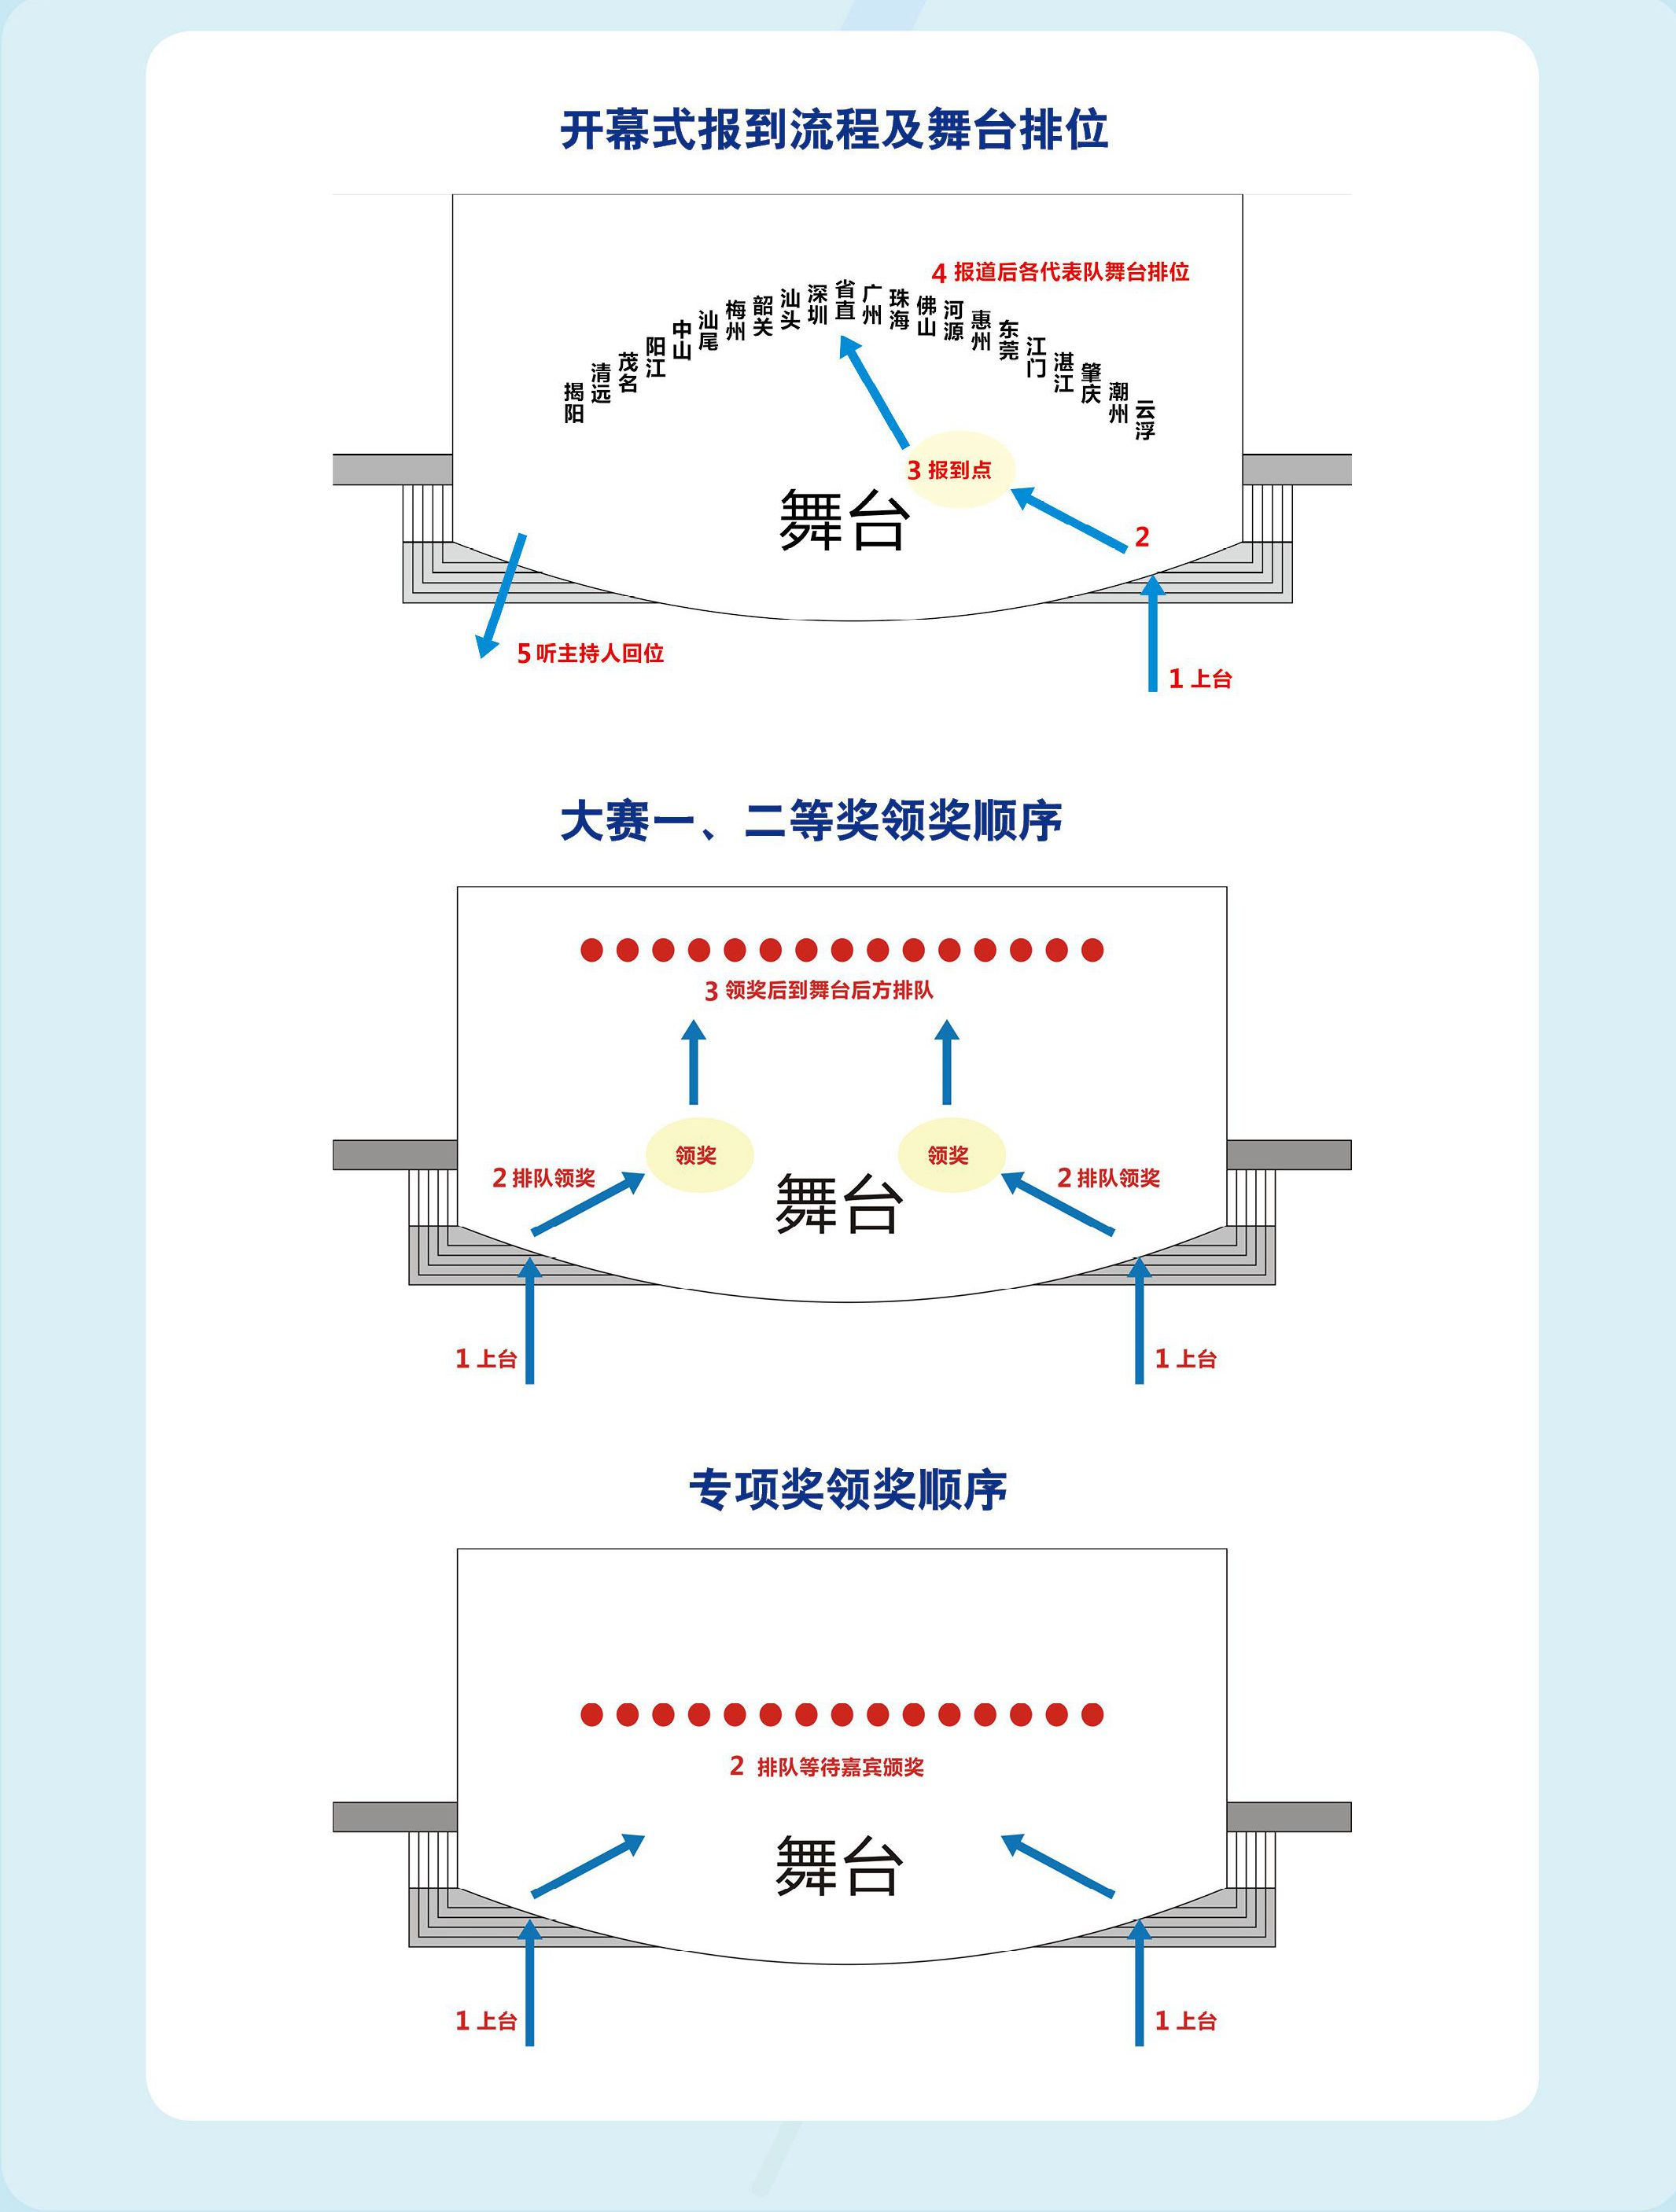 开幕式报到流程及舞台排位
4 报道后各代表队舞台排位
揭阳
清远
茂名
阳江
中山
汕尾
梅州
韶关
汕头
深圳
省直
广州
珠海
佛山
河源
惠州
东莞
江门
湛江
肇庆
潮州
云浮
3 报到点
舞台
2
5 听主持人回位
1 上台
大赛一、二等奖领奖顺序
3 领奖后到舞台后方排队
领奖
领奖
2 排队领奖
2 排队领奖
舞台
1 上台
1 上台
专项奖领奖顺序
2 排队等待嘉宾颁奖
舞台
1 上台
1 上台